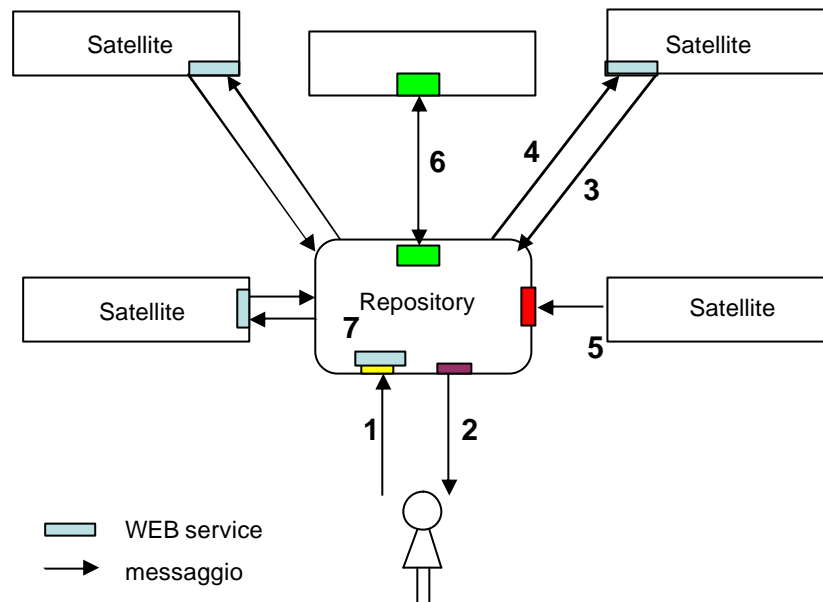 Satellite
Satellite
6
4
3
Satellite
Repository
Satellite
7
5
1
2
WEB service
messaggio